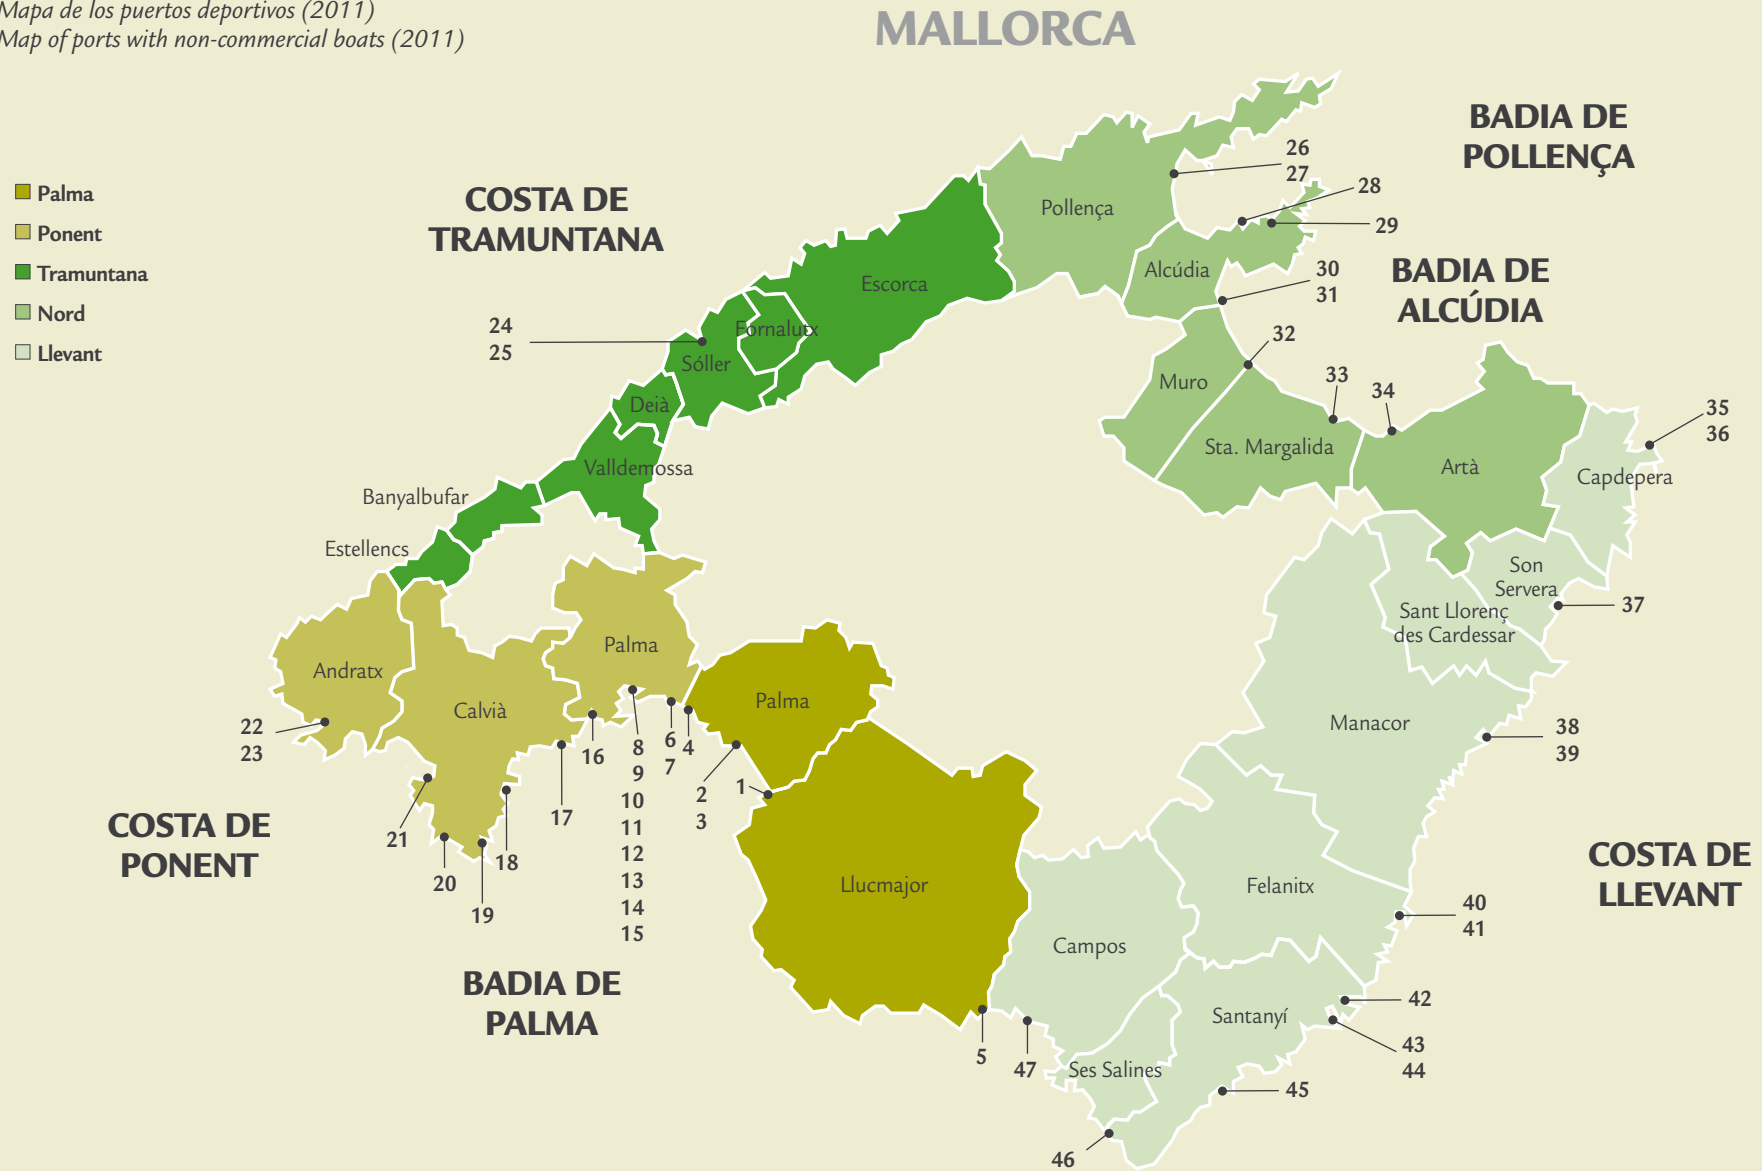 Mapa de los puertos deportivos (2011)
Map of ports with non-commercial boats (2011)
MALLORCA
Palma
Ponent
Tramuntana
Nord
Llevant
COSTA DE
TRAMUNTANA
BADIA DE
POLLENÇA
BADIA DE
ALCÚDIA
COSTA DE
PONENT
BADIA DE
PALMA
COSTA DE
LLEVANT
Pollença
Alcúdia
Escorca
Fornalutx
Sóller
Deià
Valldemossa
Banyalbufar
Estellencs
Andratx
Calvià
Palma
Palma
Llucmajor
Muro
Sta. Margalida
Artà
Capdepera
Son
Servera
Sant Llorenç
des Cardessar
Manacor
Felanitx
Campos
Santanyí
Ses Salines
26
27
28
29
30
31
32
33
34
35
36
37
38
39
40
41
42
43
44
45
46
47
5
1
2
3
4
6
7
8
9
10
11
12
13
14
15
16
17
18
19
20
21
22
23
24
25